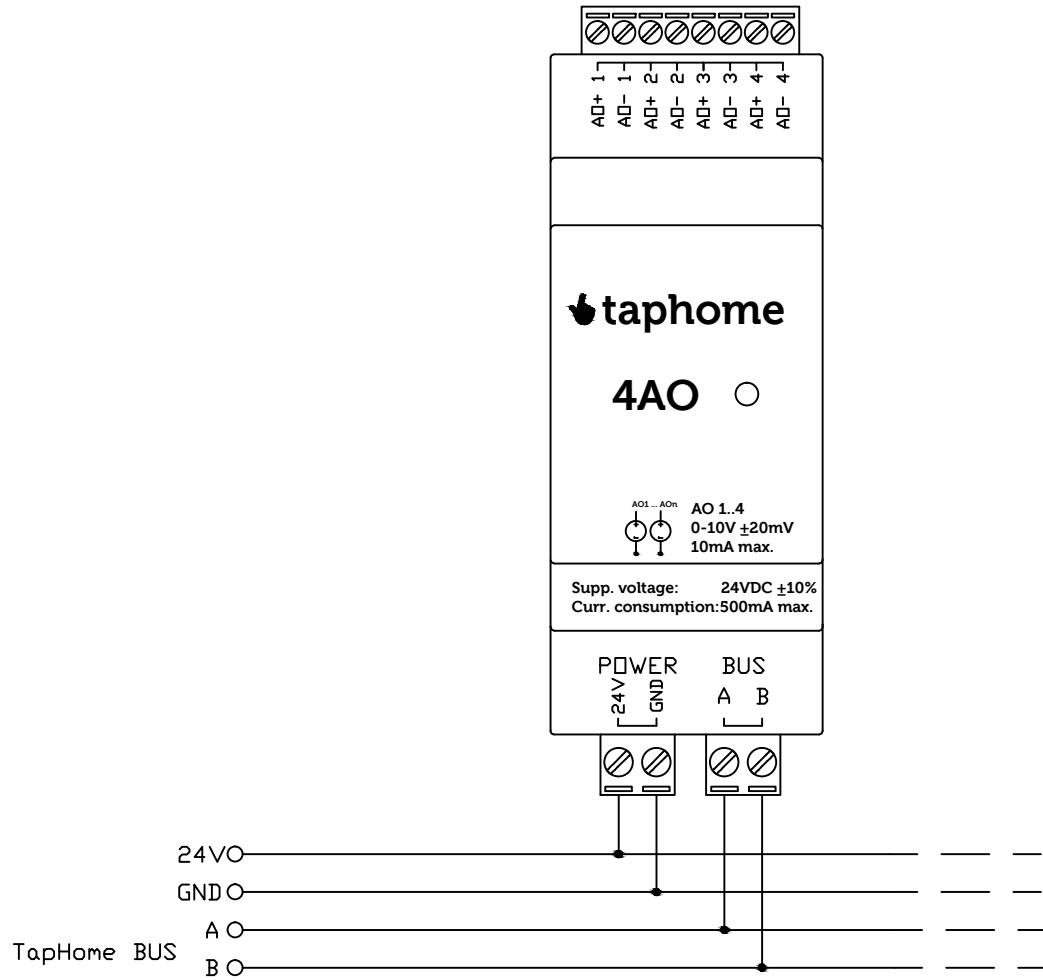 1 1 2 2 3 3 4 4
AO+ AO- AO+ AO- AO+ AO- AO+ AO-
taphome
4AO
AO1 ... AOn
AO 1..4
0-10V ±20mV
10mA max.
Supp. voltage: 24VDC ±10%
Curr. consumption:500mA max.
POWER BUS
24V GND A B
24V
GND
A
TapHome BUS
B